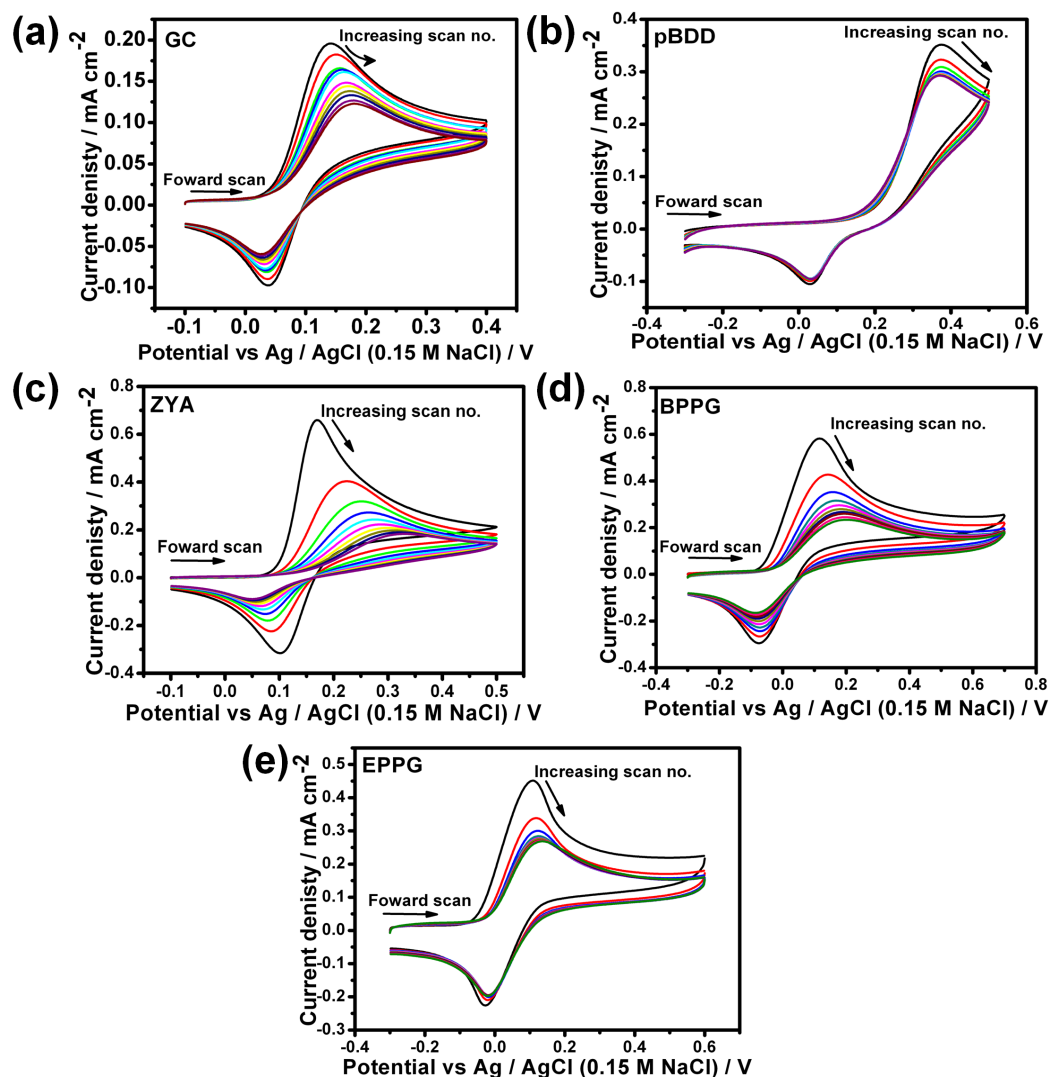 (a)
GC
Increasing scan no.
Foward scan
Current denisty / mA cm-2
0.20
0.15
0.10
0.05
0.00
-0.05
-0.10
-0.1 0.0 0.1 0.2 0.3 0.4
Potential vs Ag / AgCl (0.15 M NaCl) / V
(b)
pBDD
Increasing scan no.
Foward scan
Current density / mA cm-2
0.4
0.3
0.2
0.1
0.0
-0.1
-0.4 -0.2 0.0 0.2 0.4 0.6
Potential vs Ag / AgCl (0.15 M NaCl) / V
(c)
ZYA
Increasing scan no.
Foward scan
Current denisty / mA cm-2
0.8
0.6
0.4
0.2
0.0
-0.2
-0.4
-0.1 0.0 0.1 0.2 0.3 0.4 0.5
Potential vs Ag / AgCl (0.15 M NaCl) / V
(d)
BPPG
Increasing scan no.
Foward scan
Current denisty / mA cm-2
0.8
0.6
0.4
0.2
0.0
-0.2
-0.4
-0.4 -0.2 0.0 0.2 0.4 0.6 0.8
Potential vs Ag / AgCl (0.15 M NaCl) / V
(e)
EPPG
Increasing scan no.
Foward scan
Current denisty / mA cm-2
0.5
0.4
0.3
0.2
0.1
0.0
-0.1
-0.2
-0.3
-0.4 -0.2 0.0 0.2 0.4 0.6
Potential vs Ag / AgCl (0.15 M NaCl) / V